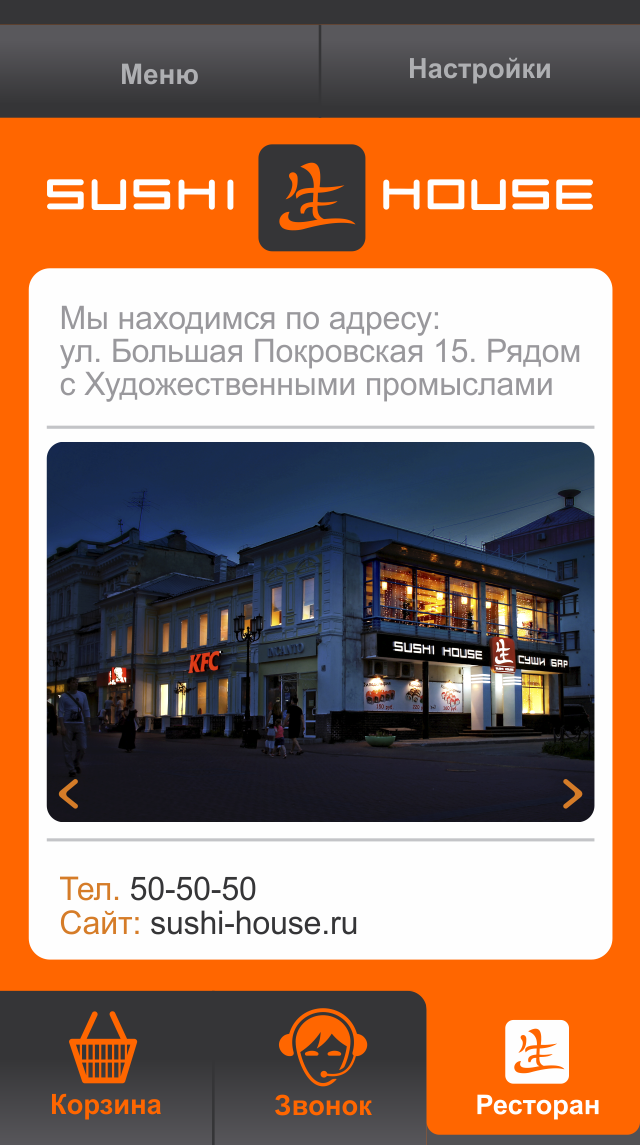 Меню
Настройки
SUSHI 生 HOUSE
Мы находимся по адресу:
ул. Большая Покровская 15. Рядом
с Художественными промыслами
KFC
SUSHI HOUSE 生 СУШИ БАР
Тел. 50-50-50
Сайт: sushi-house.ru
生
Корзина
Звонок
Ресторан